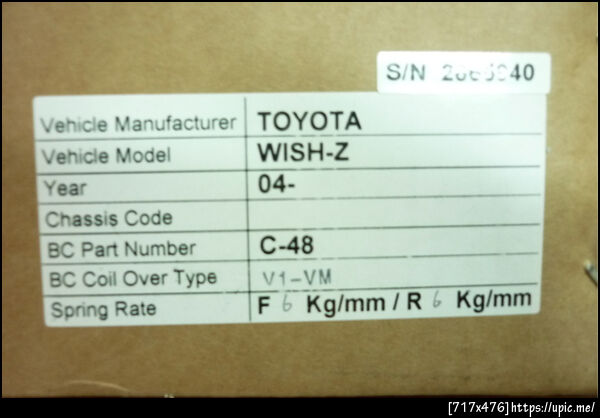 S/N
Vehicle Manufacturer TOYOTA
Vehicle Model WISH-Z
Year 04-
Chassis Code
BC Part Number C-48
BC Coil Over Type V1-VM
Spring Rate F 6 Kg/mm / R 6 Kg/mm
[717x476]https://upic.me/